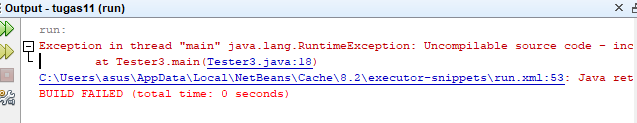 Output - tugas11 (run)
run:
Exception in thread "main" java.lang.RuntimeException: Uncompilable source code - inc
at Tester3.main(Tester3.java:18)
C:\Users\asus\AppData\Local\NetBeans\Cache\8.2\executor-snippets\run.xml:53: Java ret
BUILD FAILED (total time: 0 seconds)